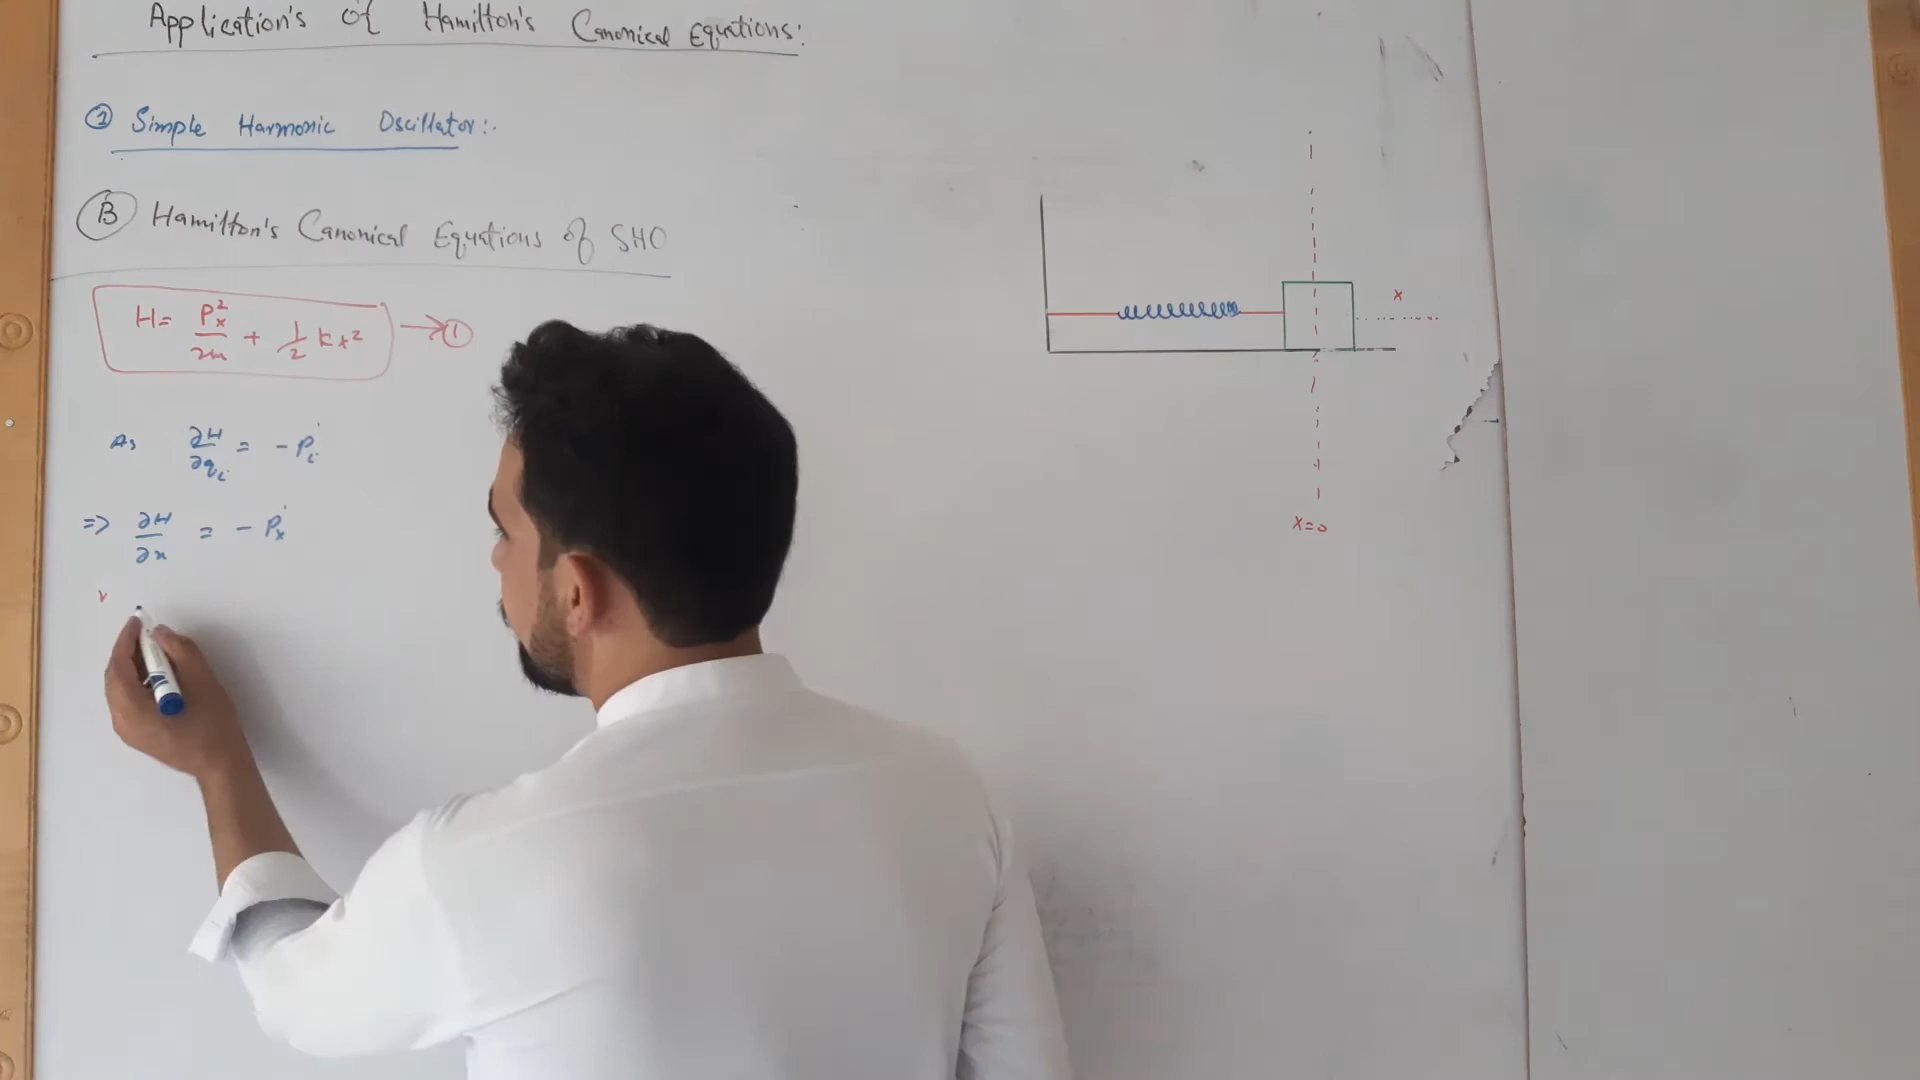 Application's of Hamilton's Canonical Equations:
① Simple Harmonic Oscillator:.
Ⓑ Hamilton's Canonical Equations of SHO
H = Px²/2m + 1/2 kx² → ①
As ∂H/∂qi = - Ṗi
=> ∂H/∂x = - Ṗx
x
x=0